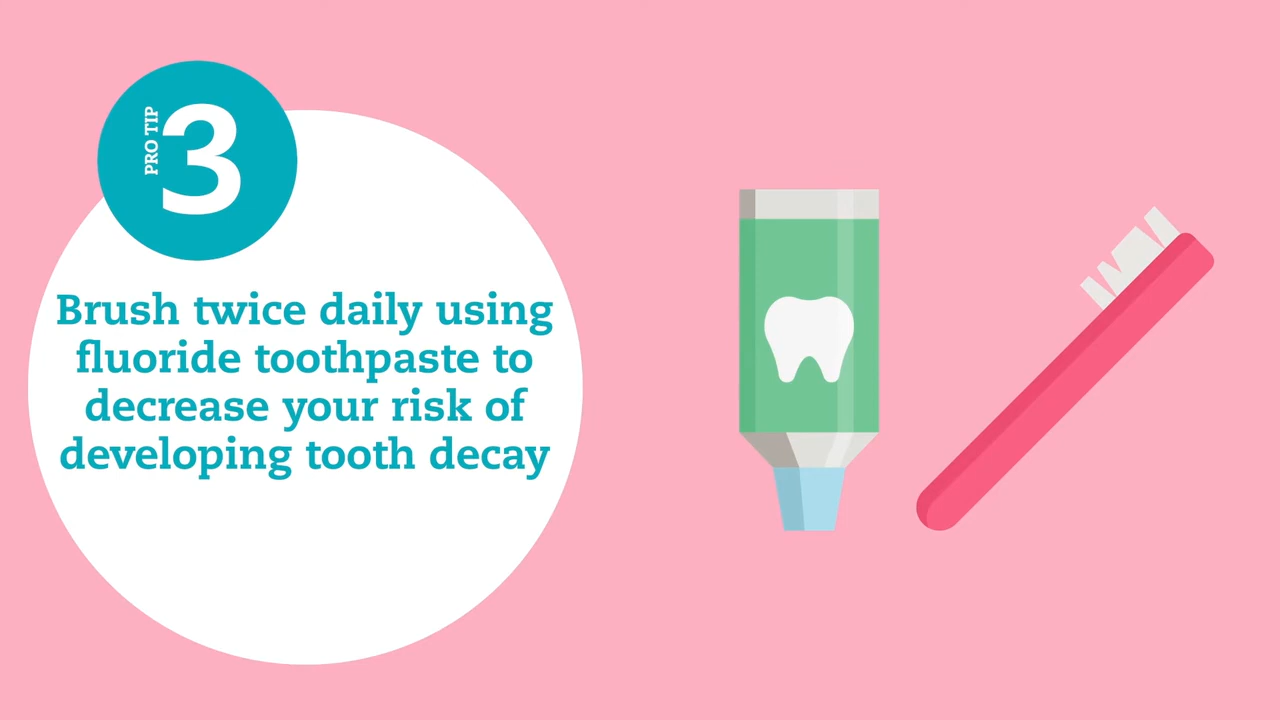 PRO TIP
3
Brush twice daily using
fluoride toothpaste to
decrease your risk of
developing tooth decay